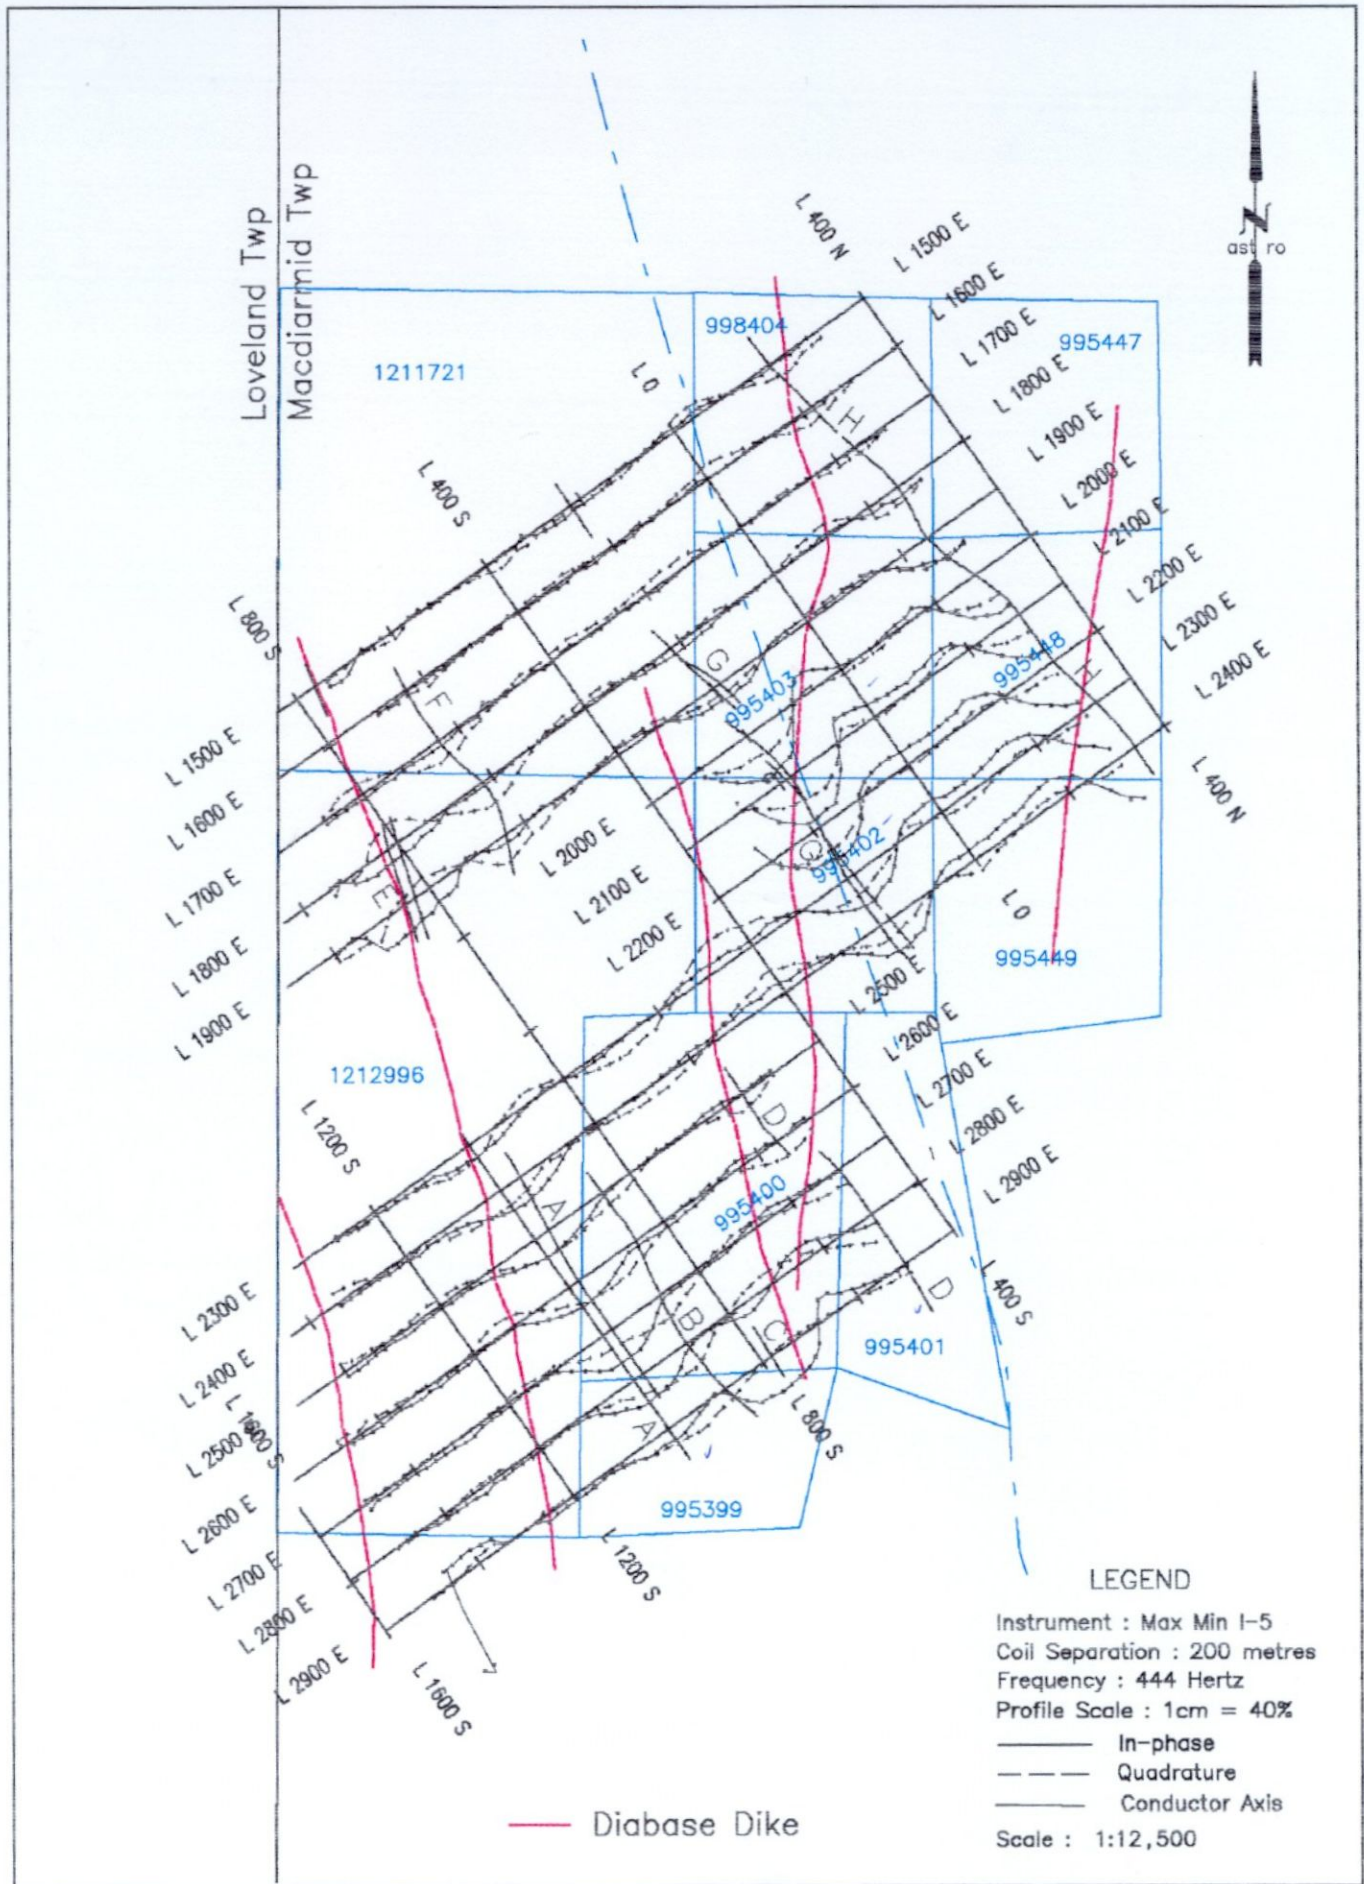 Loveland Twp
Macdiarmid Twp
L 400 N
L 1500 E
L 1600 E
L 1700 E
L 1800 E
L 1900 E
L 2000 E
L 2100 E
L 2200 E
L 2300 E
L 2400 E
N
ast ro
998404
995447
1211721
L 0
H
L 400 S
L 800 S
F
G
995403
995448
H
L 1500 E
L 1600 E
L 1700 E
L 1800 E
L 1900 E
E
L 2000 E
L 2100 E
L 2200 E
G
995402
L 400 N
L 0
995449
L 2500 E
L 2600 E
L 2700 E
L 2800 E
L 2900 E
1212996
L 1200 S
D
A
995400
B
C
D
L 400 S
995401
L 2300 E
L 2400 E
L 1600 S
L 2500 E
L 2600 E
L 2700 E
L 2800 E
L 2900 E
A
L 800 S
995399
L 1200 S
L 1600 S
LEGEND
Instrument : Max Min I-5
Coil Separation : 200 metres
Frequency : 444 Hertz
Profile Scale : 1cm = 40%
In-phase
Quadrature
Conductor Axis
Scale : 1:12,500
Diabase Dike